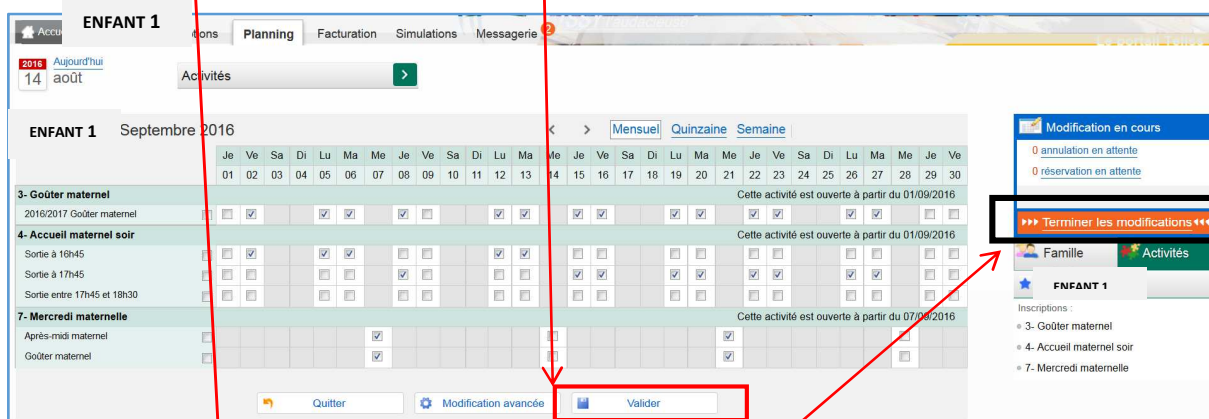 ENFANT 1
Planning Facturation Simulations Messagerie 2
2016 Aujourd'hui
14 août
Activités
ENFANT 1 Septembre 2016 < > Mensuel Quinzaine Semaine
Je Ve Sa Di Lu Ma Me Je Ve Sa Di Lu Ma Me Je Ve Sa Di Lu Ma Me Je Ve Sa Di Lu Ma Me Je Ve
01 02 03 04 05 06 07 08 09 10 11 12 13 14 15 16 17 18 19 20 21 22 23 24 25 26 27 28 29 30
3- Goûter maternel Cette activité est ouverte à partir du 01/09/2016
2016/2017 Goûter maternel
4- Accueil maternel soir Cette activité est ouverte à partir du 01/09/2016
Sortie à 16h45
Sortie à 17h45
Sortie entre 17h45 et 18h30
7- Mercredi maternelle Cette activité est ouverte à partir du 07/09/2016
Après-midi maternel
Goûter maternel
Quitter Modification avancée Valider
Modification en cours
0 annulation en attente
0 réservation en attente
Terminer les modifications
Famille Activités
ENFANT 1
Inscriptions :
3- Goûter maternel
4- Accueil maternel soir
7- Mercredi maternelle